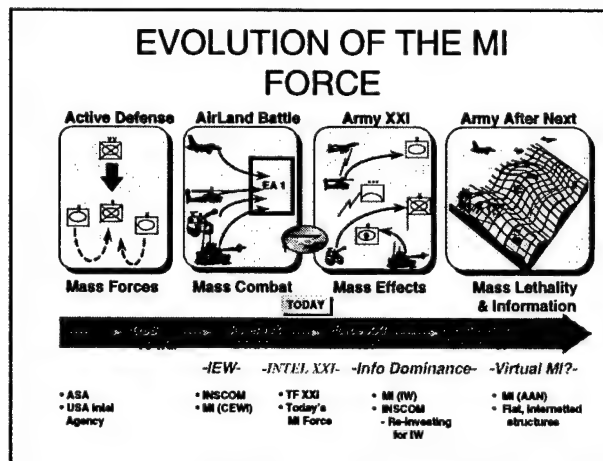 EVOLUTION OF THE MI
FORCE
Active Defense
AirLand Battle
Army XXI
Army After Next
EA 1
Mass Forces
Mass Combat
Mass Effects
Mass Lethality
& Information
TODAY
-IEW-
-INTEL XXI-
-Info Dominance-
-Virtual MI?-
• ASA
• USA Intel
Agency
• INSCOM
• MI (CEWI)
• TF XXI
• Today's
MI Force
• MI (IW)
• INSCOM
- Re-investing
for IW
• MI (AAN)
• Flat, internetted
structures